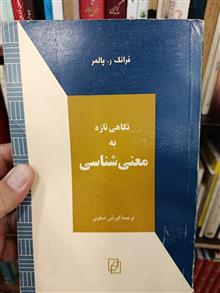 فرانک ر. پالمر
نگاهی تازه
به
معنی‌شناسی
ترجمهٔ کورش صفوی